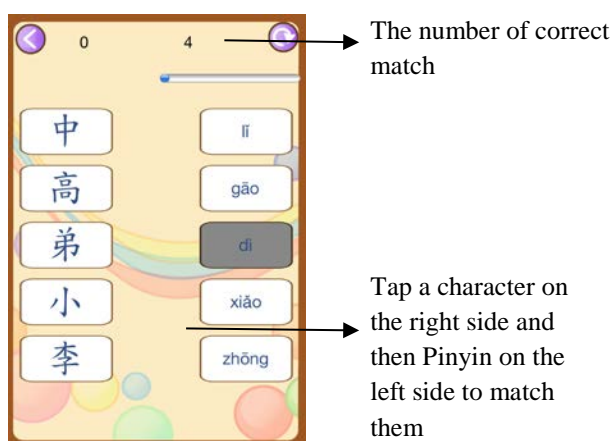 0 4
The number of correct
match
中 lǐ
高 gāo
弟 dì
小 xiǎo
李 zhōng
Tap a character on
the right side and
then Pinyin on the
left side to match
them